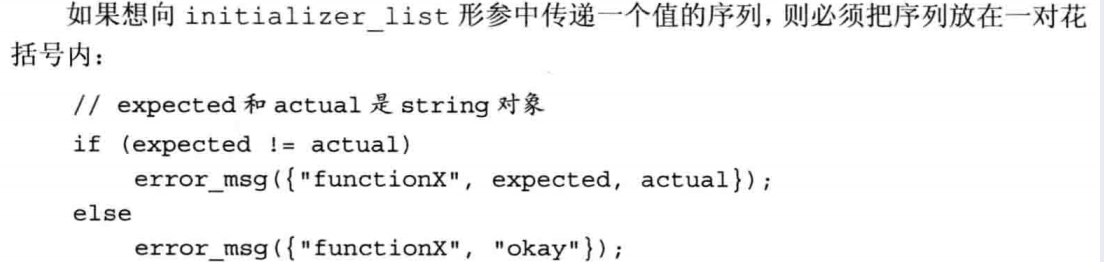 如果想向 initializer_list 形参中传递一个值的序列，则必须把序列放在一对花
括号内：
// expected 和 actual 是 string 对象
if (expected != actual)
error_msg({"functionX", expected, actual});
else
error_msg({"functionX", "okay"});